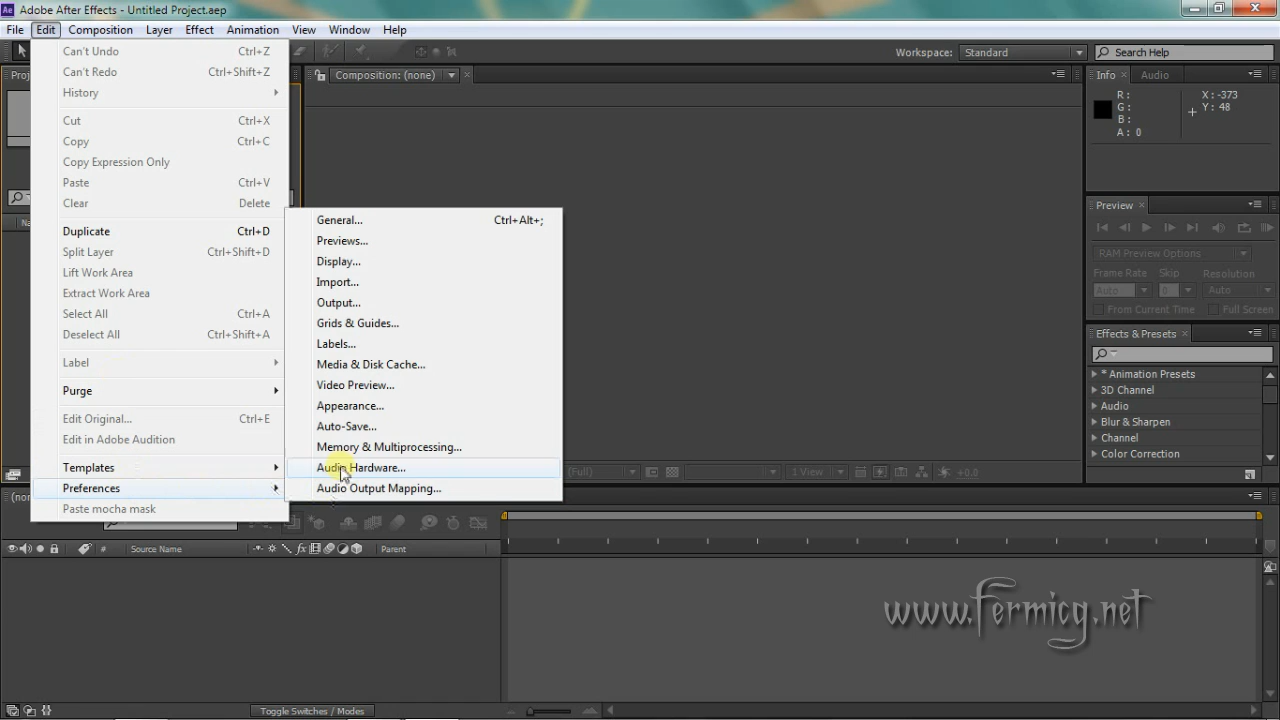 Adobe After Effects - Untitled Project.aep
File Edit Composition Layer Effect Animation View Window Help
Workspace: Standard Search Help
Can't Undo Ctrl+Z
Can't Redo Ctrl+Shift+Z
History
Cut Ctrl+X
Copy Ctrl+C
Copy Expression Only
Paste Ctrl+V
Clear Delete
Duplicate Ctrl+D
Split Layer Ctrl+Shift+D
Lift Work Area
Extract Work Area
Select All Ctrl+A
Deselect All Ctrl+Shift+A
Label
Purge
Edit Original... Ctrl+E
Edit in Adobe Audition
Templates
Preferences
Paste mocha mask
General... Ctrl+Alt+;
Previews...
Display...
Import...
Output...
Grids & Guides...
Labels...
Media & Disk Cache...
Video Preview...
Appearance...
Auto-Save...
Memory & Multiprocessing...
Audio Hardware...
Audio Output Mapping...
Composition: (none)
Info Audio
R : X : -373
G : Y : 48
B :
A : 0
Preview
RAM Preview Options
Frame Rate Skip Resolution
Auto 0 Auto
From Current Time Full Screen
Effects & Presets
* Animation Presets
3D Channel
Audio
Blur & Sharpen
Channel
Color Correction
(Full) 1 View +0.0
# Source Name Parent
Toggle Switches / Modes
www.fermicg.net